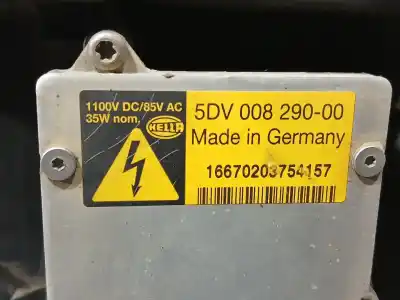 1100V DC/85V AC
35W nom.
HELLA
5DV 008 290-00
Made in Germany
16670203754157